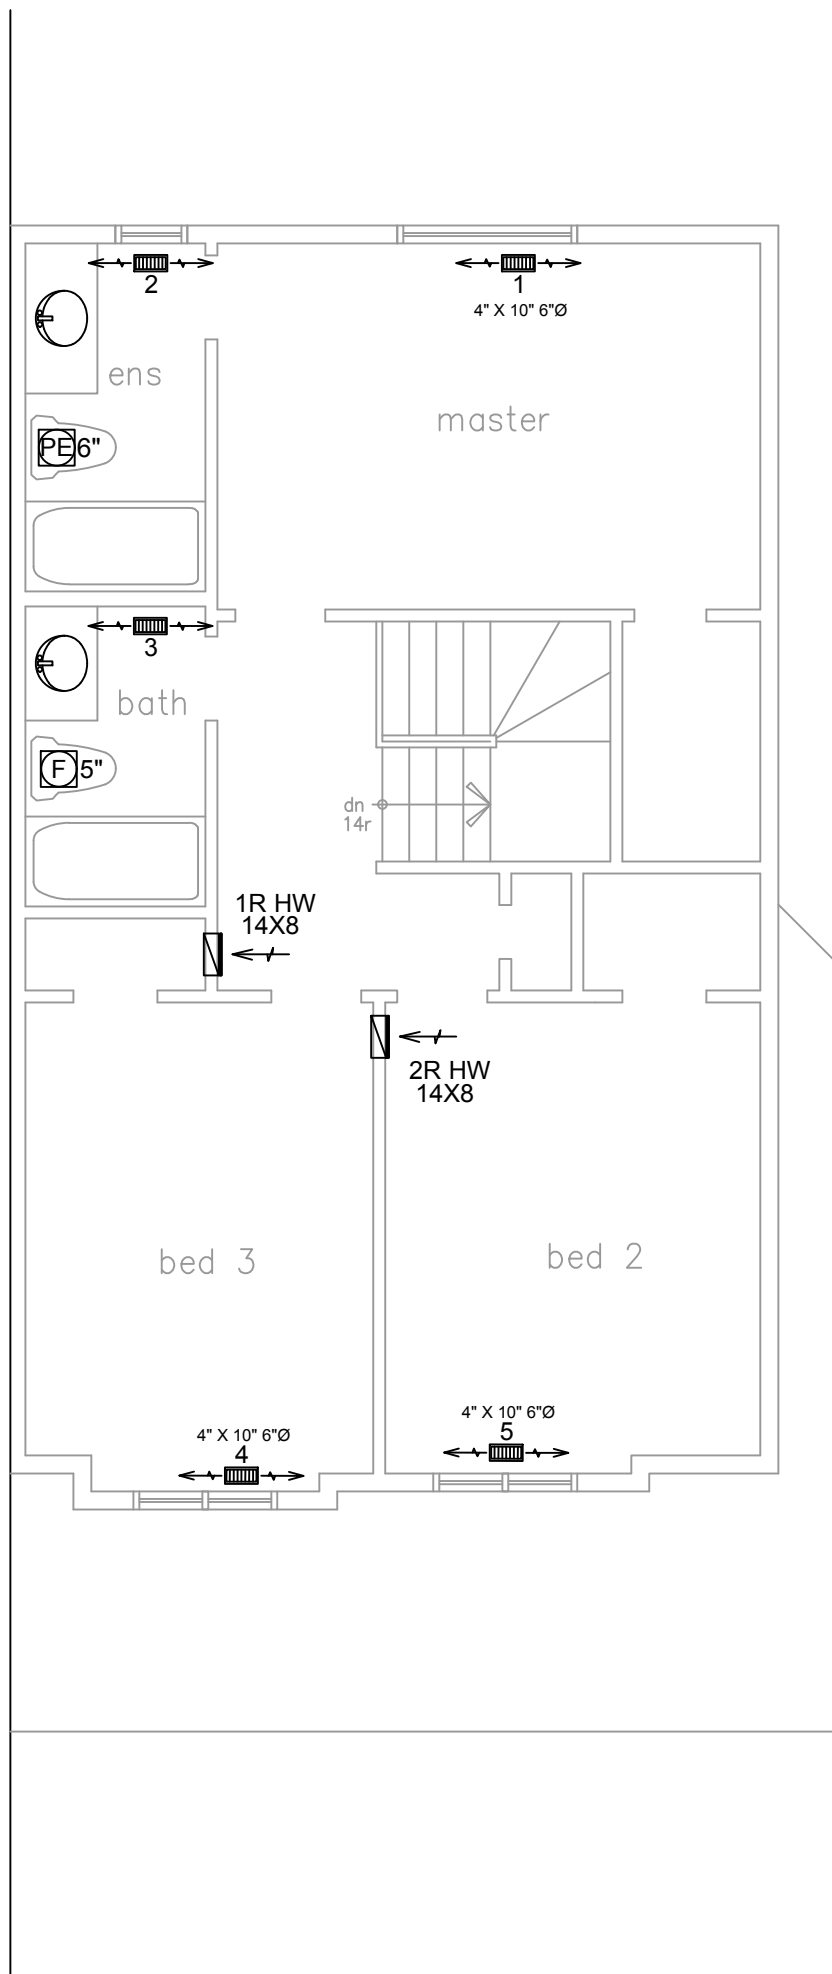 2
1
4" X 10" 6"Ø
ens
master
PE 6"
3
bath
F 5"
dn
14r
1R HW
14X8
2R HW
14X8
bed 3
bed 2
4" X 10" 6"Ø
5
4" X 10" 6"Ø
4